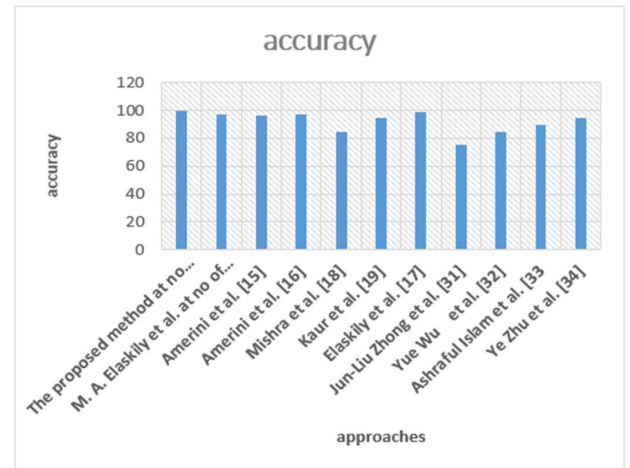 accuracy
120
100
80
60
40
20
0
accuracy
The proposed method at no...
M. A. Elaskily et al. at no of...
Amerini et al. [15]
Amerini et al. [16]
Mishra et al. [18]
Kaur et al. [19]
Elaskily et al. [17]
Jun-Liu Zhong et al. [31]
Yue Wu et al. [32]
Ashraful Islam et al. [33
Ye Zhu et al. [34]
approaches